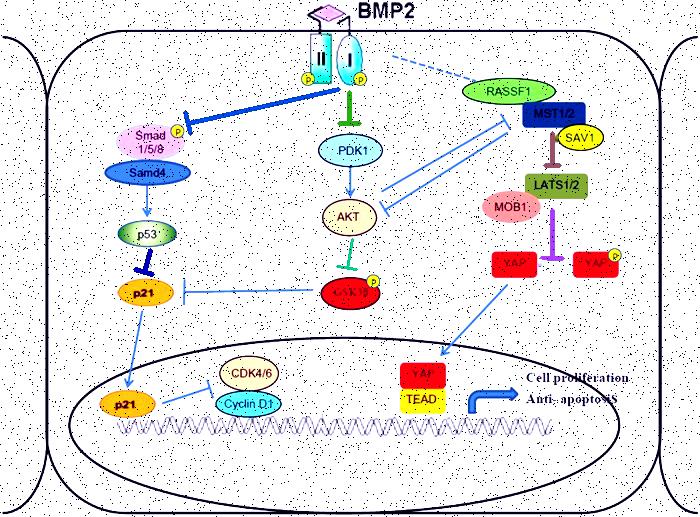 BMP2
II
I
P
P
RASSF1
MST1/2
SAV1
P
Smad
1/5/8
Samd4
PDK1
LATS1/2
MOB1
AKT
p53
YAP
YAP
P
p21
P
CDK4/6
YAP
Cell proliferation
p21
Cyclin D1
TEAD
Anti- apoptosis